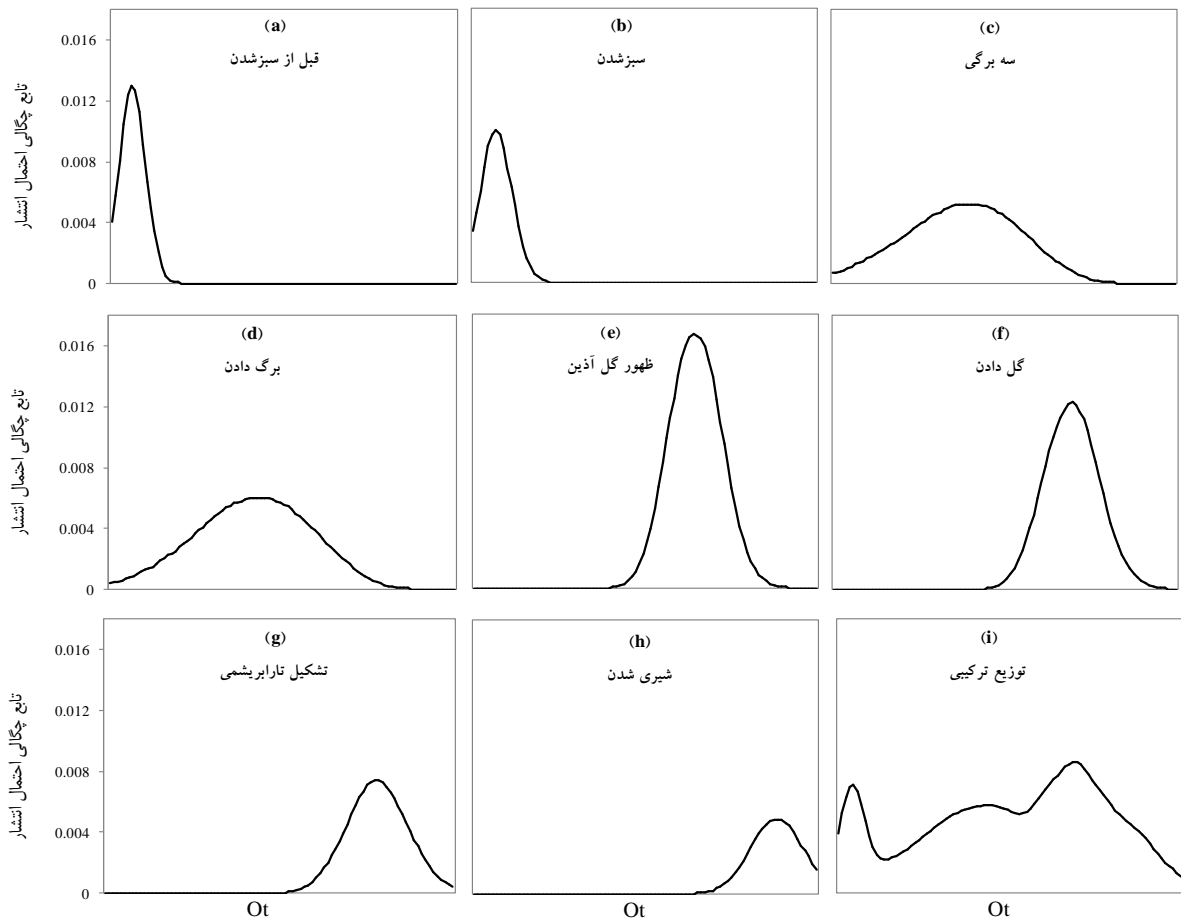 (a)
قبل از سبزشدن
(b)
سبزشدن
(c)
سه برگی
0.016
0.012
0.008
0.004
0
تابع چگالی احتمال انتشار
(d)
برگ دادن
(e)
ظهور گل آذین
(f)
گل دادن
0.016
0.012
0.008
0.004
0
تابع چگالی احتمال انتشار
(g)
تشکیل تارابریشمی
(h)
شیری شدن
(i)
توزیع ترکیبی
0.016
0.012
0.008
0.004
0
تابع چگالی احتمال انتشار
Ot
Ot
Ot